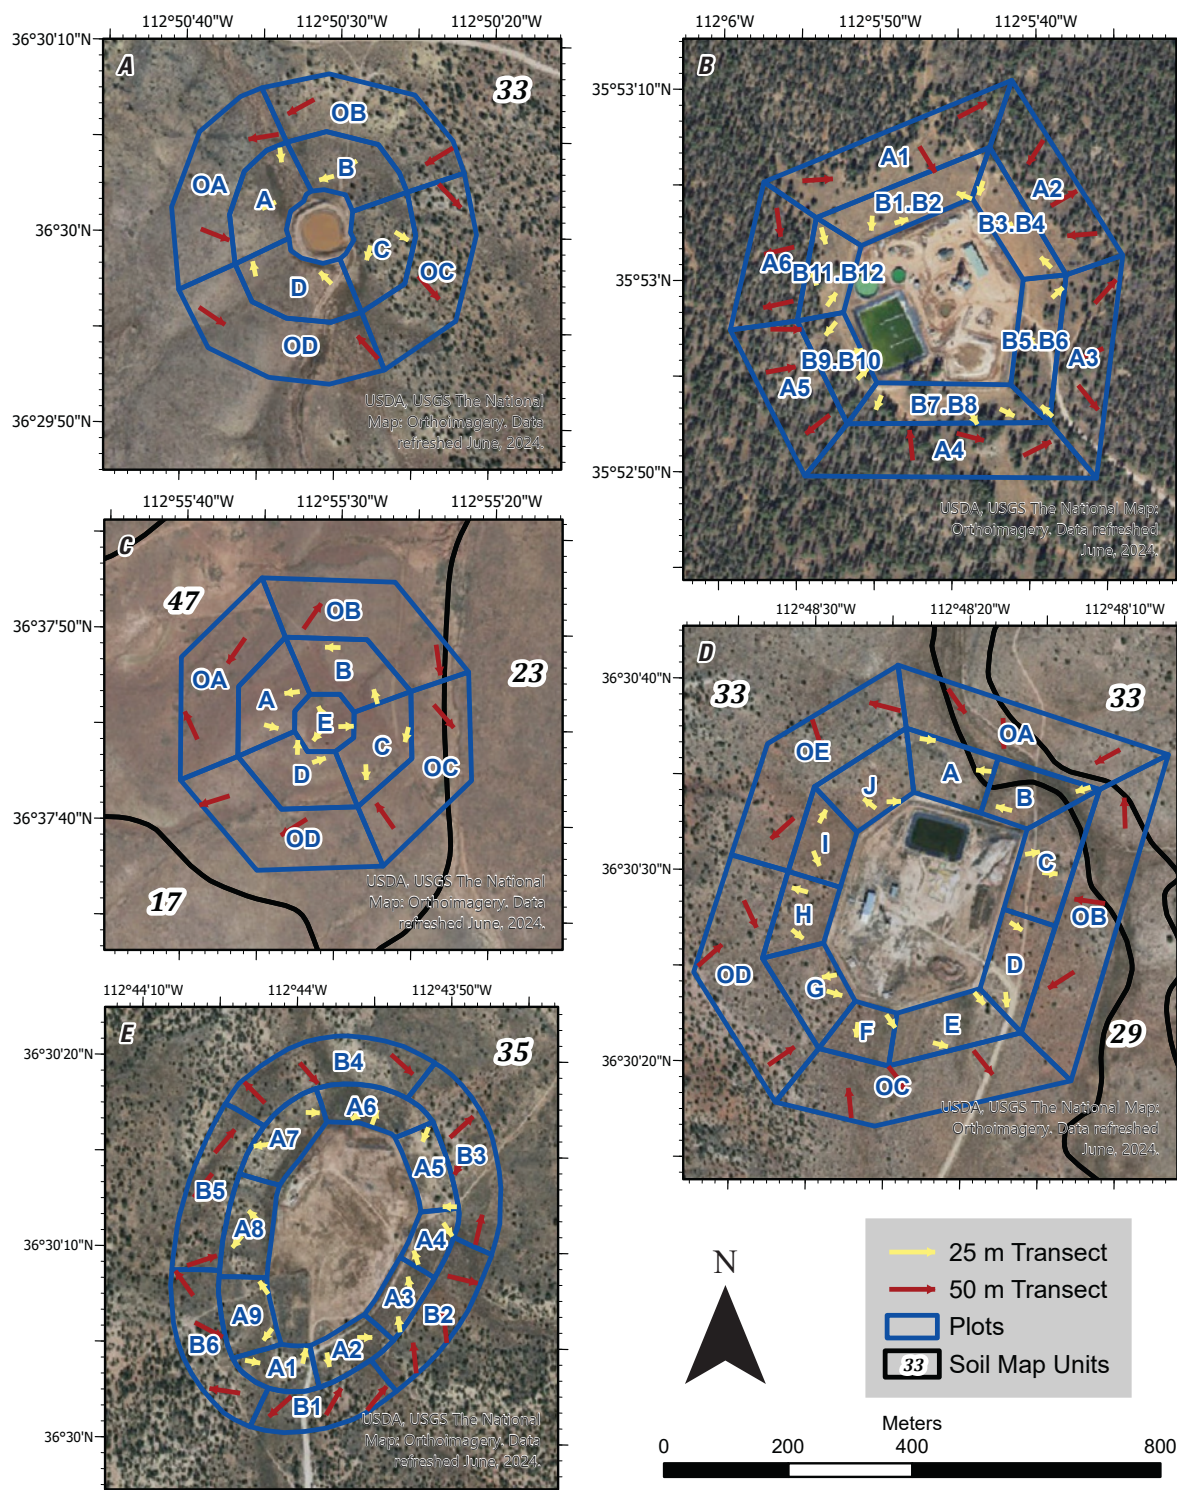 112°50'40"W 112°50'30"W 112°50'20"W
36°30'10"N
36°30'N
36°29'50"N
A
33
OB
OA
B
A
C
OC
D
OD
USDA, USGS The National
Map: Orthoimagery. Data
refreshed June, 2024.
112°6'W 112°5'50"W 112°5'40"W
35°53'10"N
35°53'N
35°52'50"N
B
A1
A2
B1.B2
B3.B4
A6
B11.B12
B5.B6
A3
B9.B10
A5
B7.B8
A4
USDA, USGS The National Map:
Orthoimagery. Data refreshed
June, 2024.
112°55'40"W 112°55'30"W 112°55'20"W
36°37'50"N
36°37'40"N
C
47
OB
23
OA
B
A
E
C
D
OC
OD
17
USDA, USGS The National
Map: Orthoimagery. Data
refreshed June, 2024.
112°48'30"W 112°48'20"W 112°48'10"W
36°30'40"N
36°30'30"N
36°30'20"N
D
33
33
OA
OE
A
J
B
I
C
H
OB
OD
D
G
F
E
29
OC
USDA, USGS The National Map:
Orthoimagery. Data refreshed
June, 2024.
112°44'10"W 112°44'W 112°43'50"W
36°30'20"N
36°30'10"N
36°30'N
E
35
B4
A6
A7
B3
A5
B5
A8
A4
A3
B2
A9
B6
A2
A1
B1
USDA, USGS The National
Map: Orthoimagery. Data
refreshed June, 2024.
N
25 m Transect
50 m Transect
Plots
33 Soil Map Units
Meters
0 200 400 800